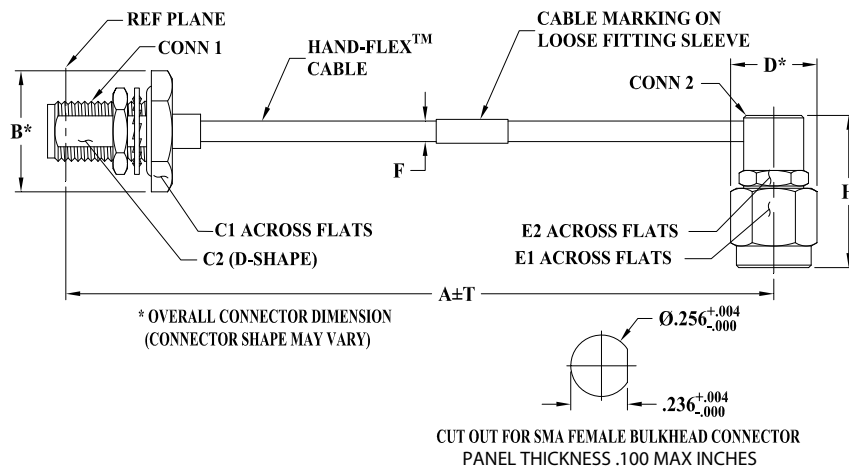 REF PLANE
CONN 1
HAND-FLEX™
CABLE
CABLE MARKING ON
LOOSE FITTING SLEEVE
D*
CONN 2
B*
F
C1 ACROSS FLATS
C2 (D-SHAPE)
E2 ACROSS FLATS
E1 ACROSS FLATS
A±T
* OVERALL CONNECTOR DIMENSION
(CONNECTOR SHAPE MAY VARY)
Ø.256+.004
-.000
.236+.004
-.000
CUT OUT FOR SMA FEMALE BULKHEAD CONNECTOR
PANEL THICKNESS .100 MAX INCHES